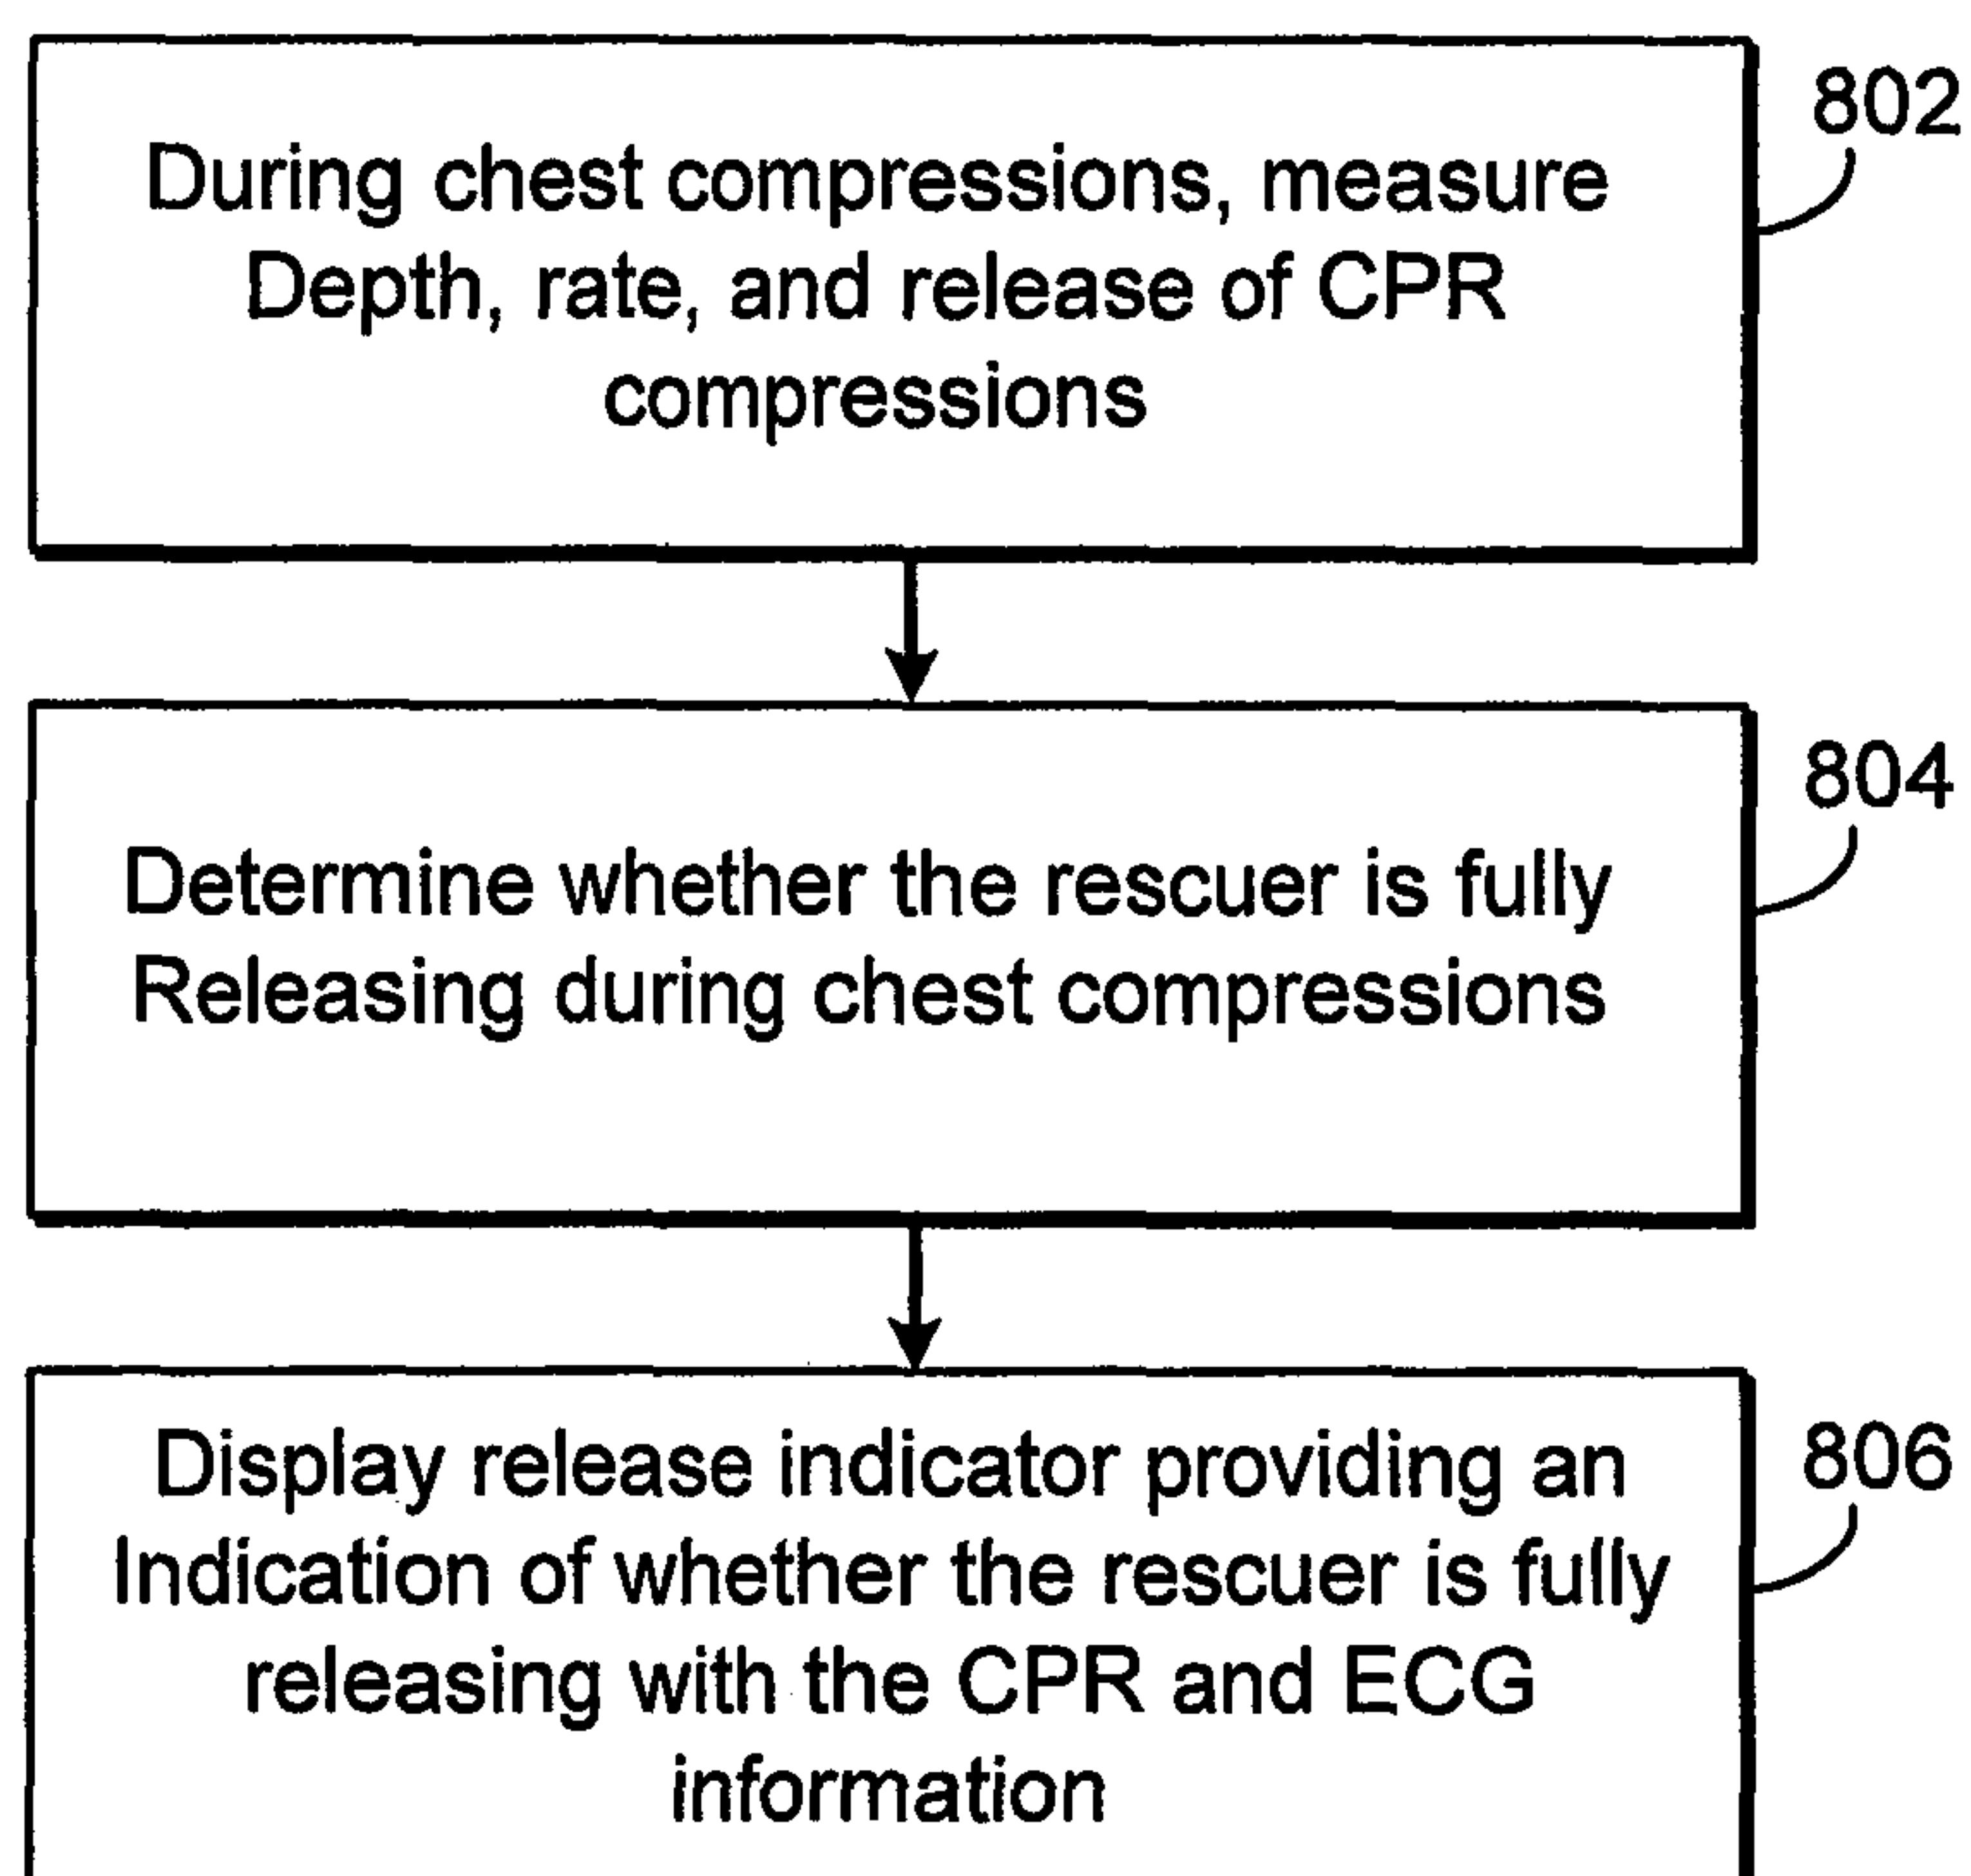 802
During chest compressions, measure
Depth, rate, and release of CPR
compressions
804
Determine whether the rescuer is fully
Releasing during chest compressions
806
Display release indicator providing an
Indication of whether the rescuer is fully
releasing with the CPR and ECG
information